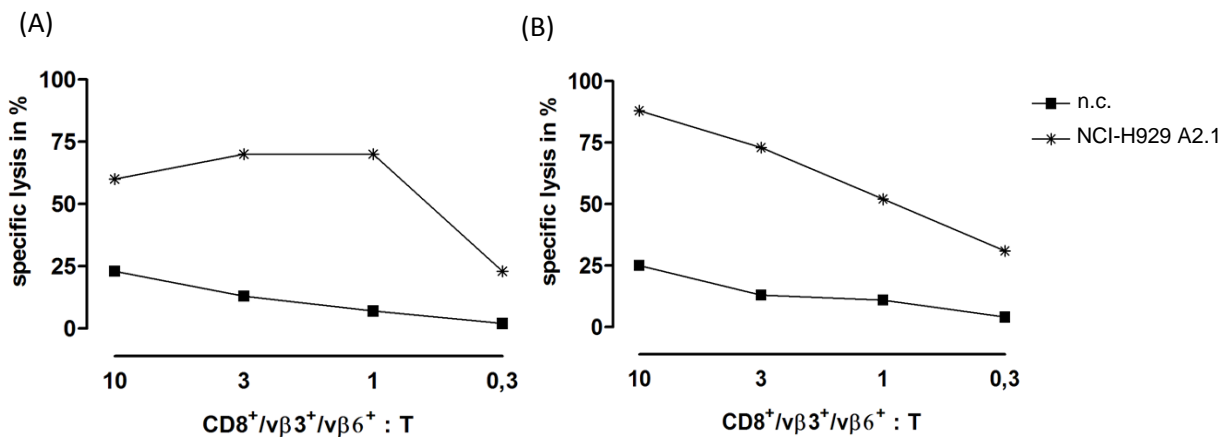 (A)
(B)
specific lysis in %
100
75
50
25
0
10 3 1 0,3
CD8⁺/vβ3⁺/vβ6⁺ : T
specific lysis in %
100
75
50
25
0
10 3 1 0,3
CD8⁺/vβ3⁺/vβ6⁺ : T
n.c.
NCI-H929 A2.1